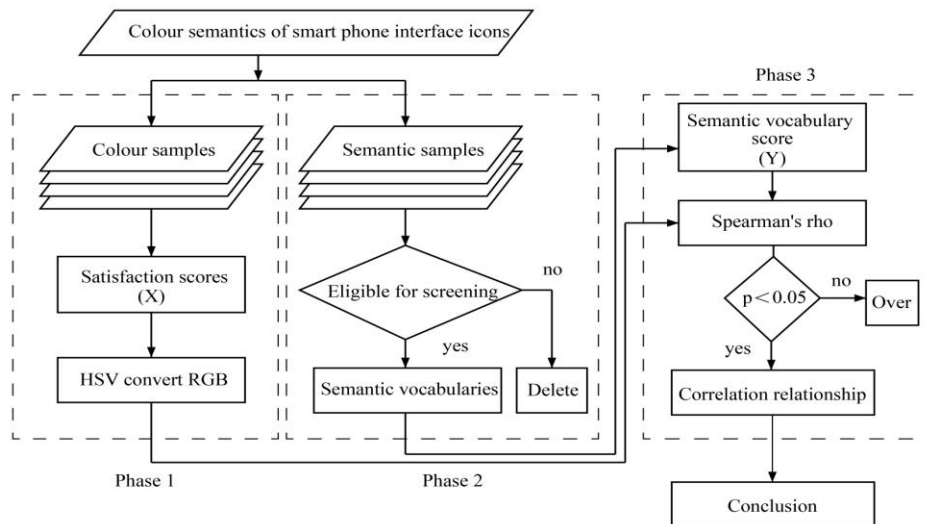 Colour semantics of smart phone interface icons
Phase 3
Colour samples
Semantic samples
Semantic vocabulary
score
(Y)
Satisfaction scores
(X)
Eligible for screening
no
yes
Spearman's rho
p<0.05
no
Over
yes
HSV convert RGB
Semantic vocabularies
Delete
Correlation relationship
Phase 1
Phase 2
Conclusion